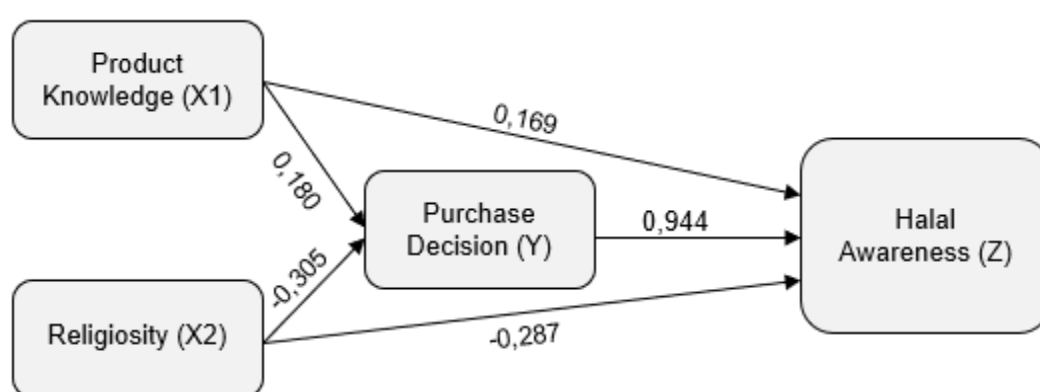 Product
Knowledge (X1)
0,169
0,180
Purchase
Decision (Y)
0,944
Halal
Awareness (Z)
-0,305
Religiosity (X2)
-0,287